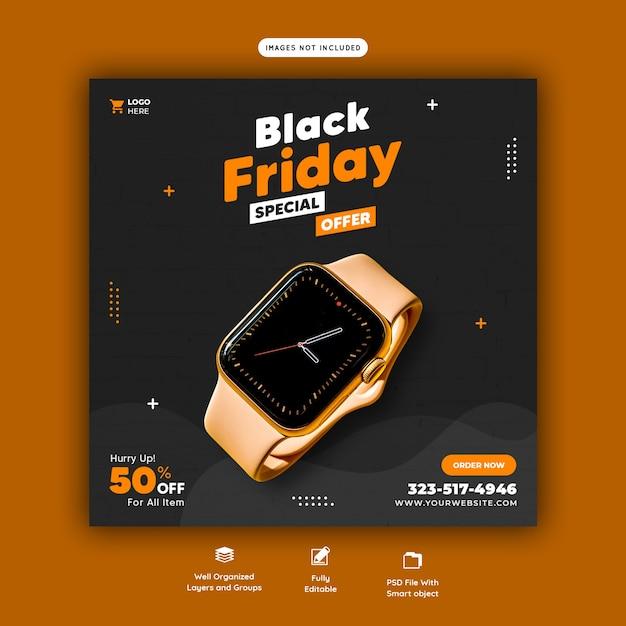 IMAGES NOT INCLUDED
LOGO
HERE
Black
Friday
SPECIAL
OFFER
Hurry Up!
50% OFF
For All Item
ORDER NOW
323-517-4946
WWW.YOURWEBSITE.COM
Well Organized
Layers and Groups
Fully
Editable
PSD File With
Smart object